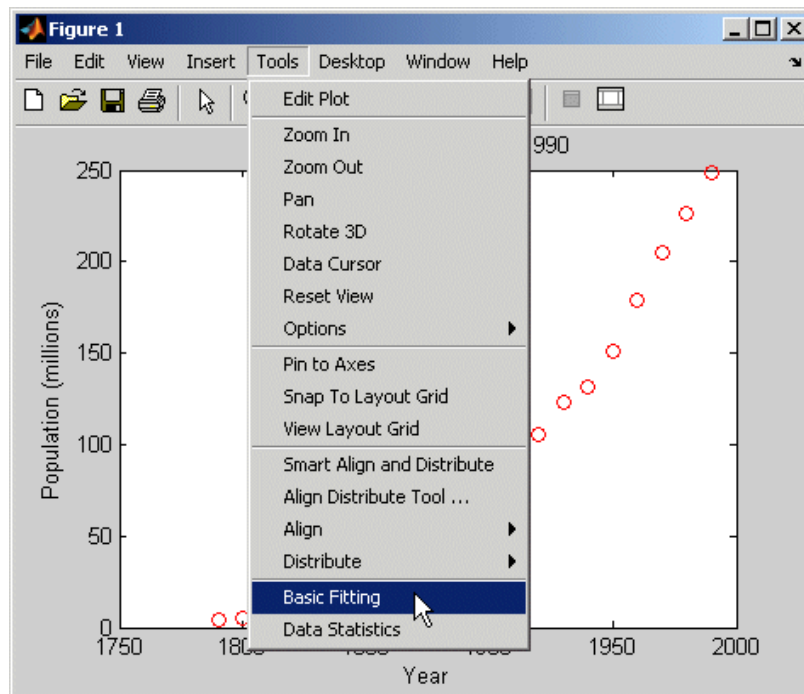 Figure 1
File Edit View Insert Tools Desktop Window Help
Edit Plot
Zoom In
Zoom Out
Pan
Rotate 3D
Data Cursor
Reset View
Options
Pin to Axes
Snap To Layout Grid
View Layout Grid
Smart Align and Distribute
Align Distribute Tool ...
Align
Distribute
Basic Fitting
Data Statistics
990
250
200
150
100
50
0
Population (millions)
1750
1950
2000
Year